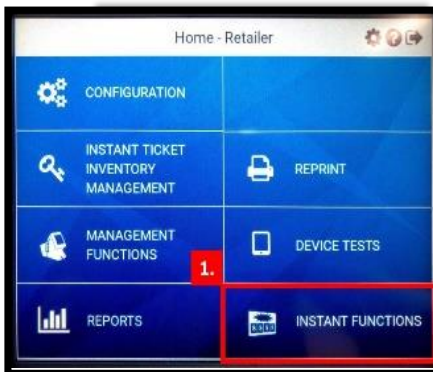 Home - Retailer
CONFIGURATION
INSTANT TICKET
INVENTORY
MANAGEMENT
REPRINT
MANAGEMENT
FUNCTIONS
DEVICE TESTS
1.
REPORTS
INSTANT FUNCTIONS